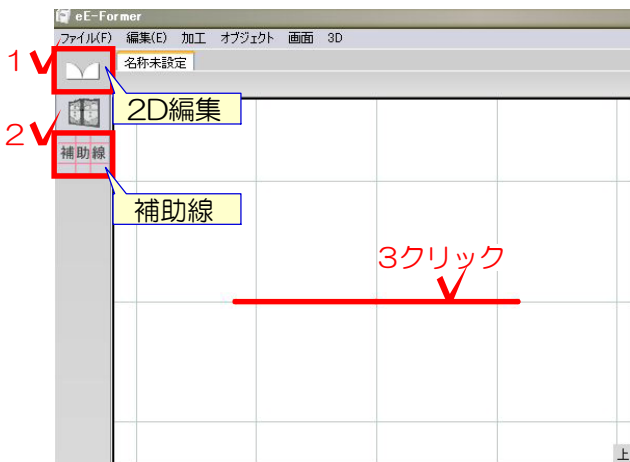 eE-Former
ファイル(F) 編集(E) 加工 オブジェクト 画面 3D
1
名称未設定
2D編集
2
補助線
補助線
3クリック
上